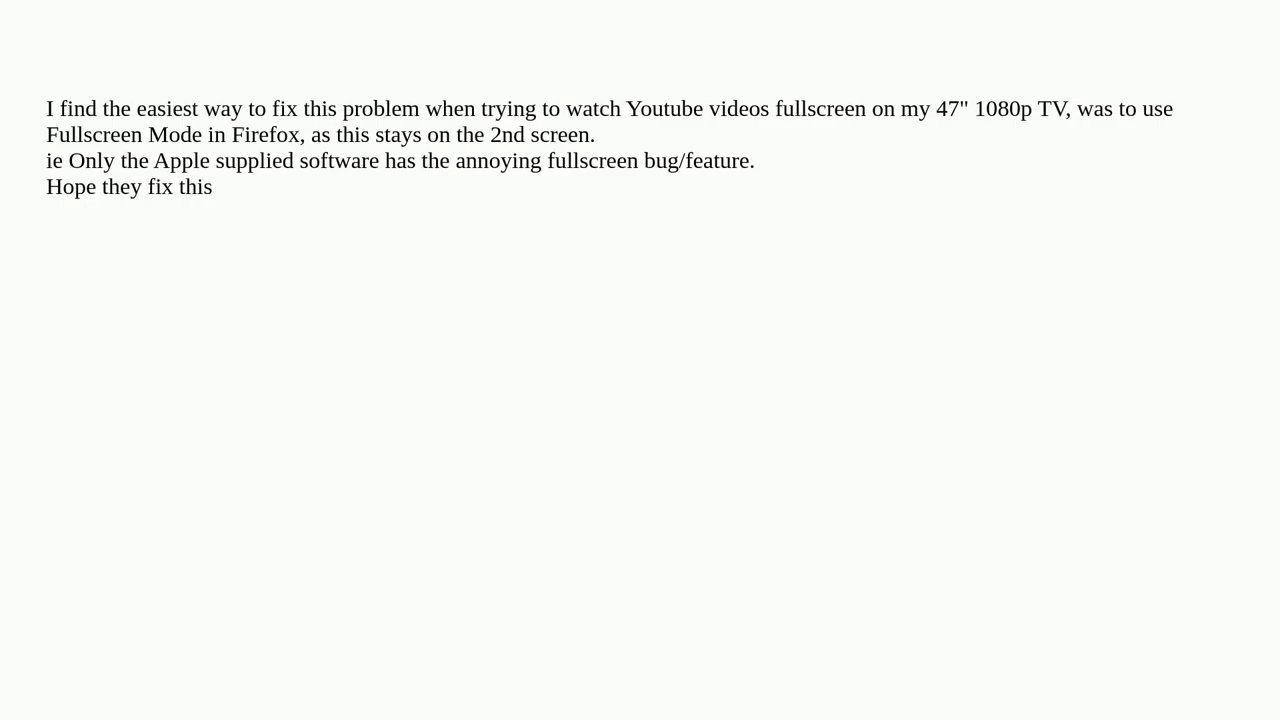 I find the easiest way to fix this problem when trying to watch Youtube videos fullscreen on my 47" 1080p TV, was to use
Fullscreen Mode in Firefox, as this stays on the 2nd screen.
ie Only the Apple supplied software has the annoying fullscreen bug/feature.
Hope they fix this